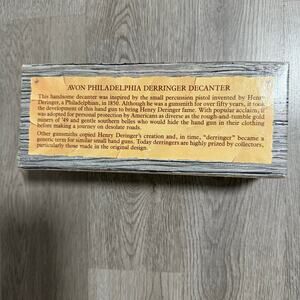 AVON PHILADELPHIA DERRINGER DECANTER
This handsome decanter was inspired by the small percussion pistol invented by Henry
Deringer, a Philadelphian, in 1850. Although he was a gunsmith for over fifty years, it took
the development of this hand gun to bring Henry Deringer fame. With popular acclaim, it
was adopted for personal protection by Americans as diverse as the rough-and-tumble gold
miners of '49 and gentle southern belles who would hide the hand gun in their clothing
before making a journey on desolate roads.
Other gunsmiths copied Henry Deringer's creation and, in time, "derringer" became a
generic term for similar small hand guns. Today derringers are highly prized by collectors,
particularly those made in the original design.